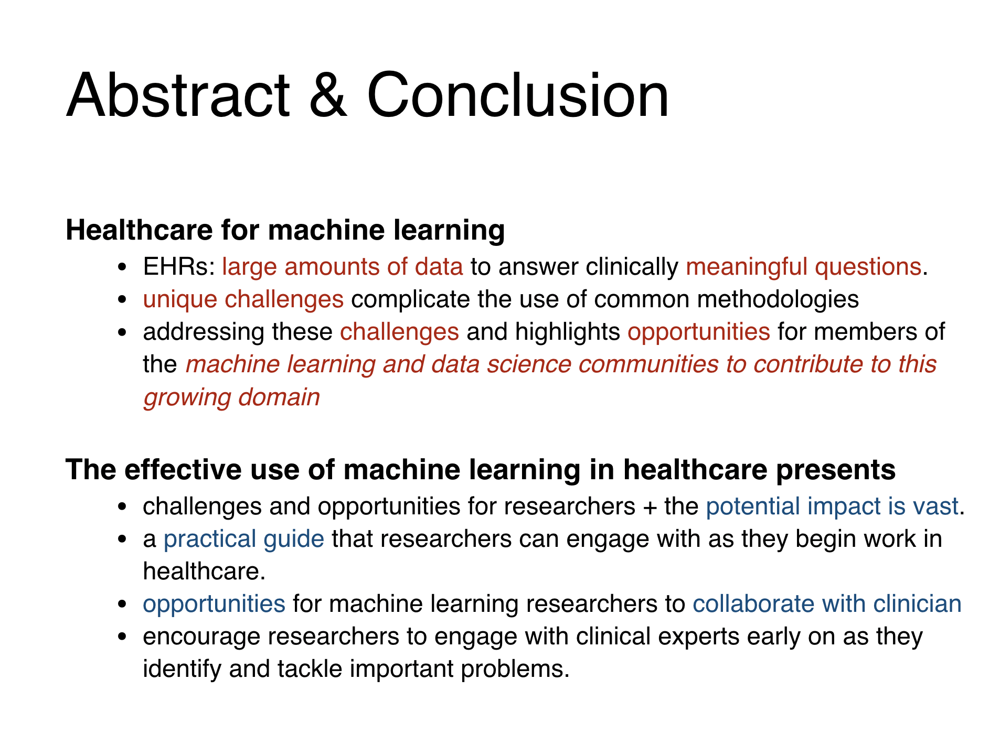 Abstract & Conclusion
Healthcare for machine learning
• EHRs: large amounts of data to answer clinically meaningful questions.
• unique challenges complicate the use of common methodologies
• addressing these challenges and highlights opportunities for members of
the machine learning and data science communities to contribute to this
growing domain
The effective use of machine learning in healthcare presents
• challenges and opportunities for researchers + the potential impact is vast.
• a practical guide that researchers can engage with as they begin work in
healthcare.
• opportunities for machine learning researchers to collaborate with clinician
• encourage researchers to engage with clinical experts early on as they
identify and tackle important problems.